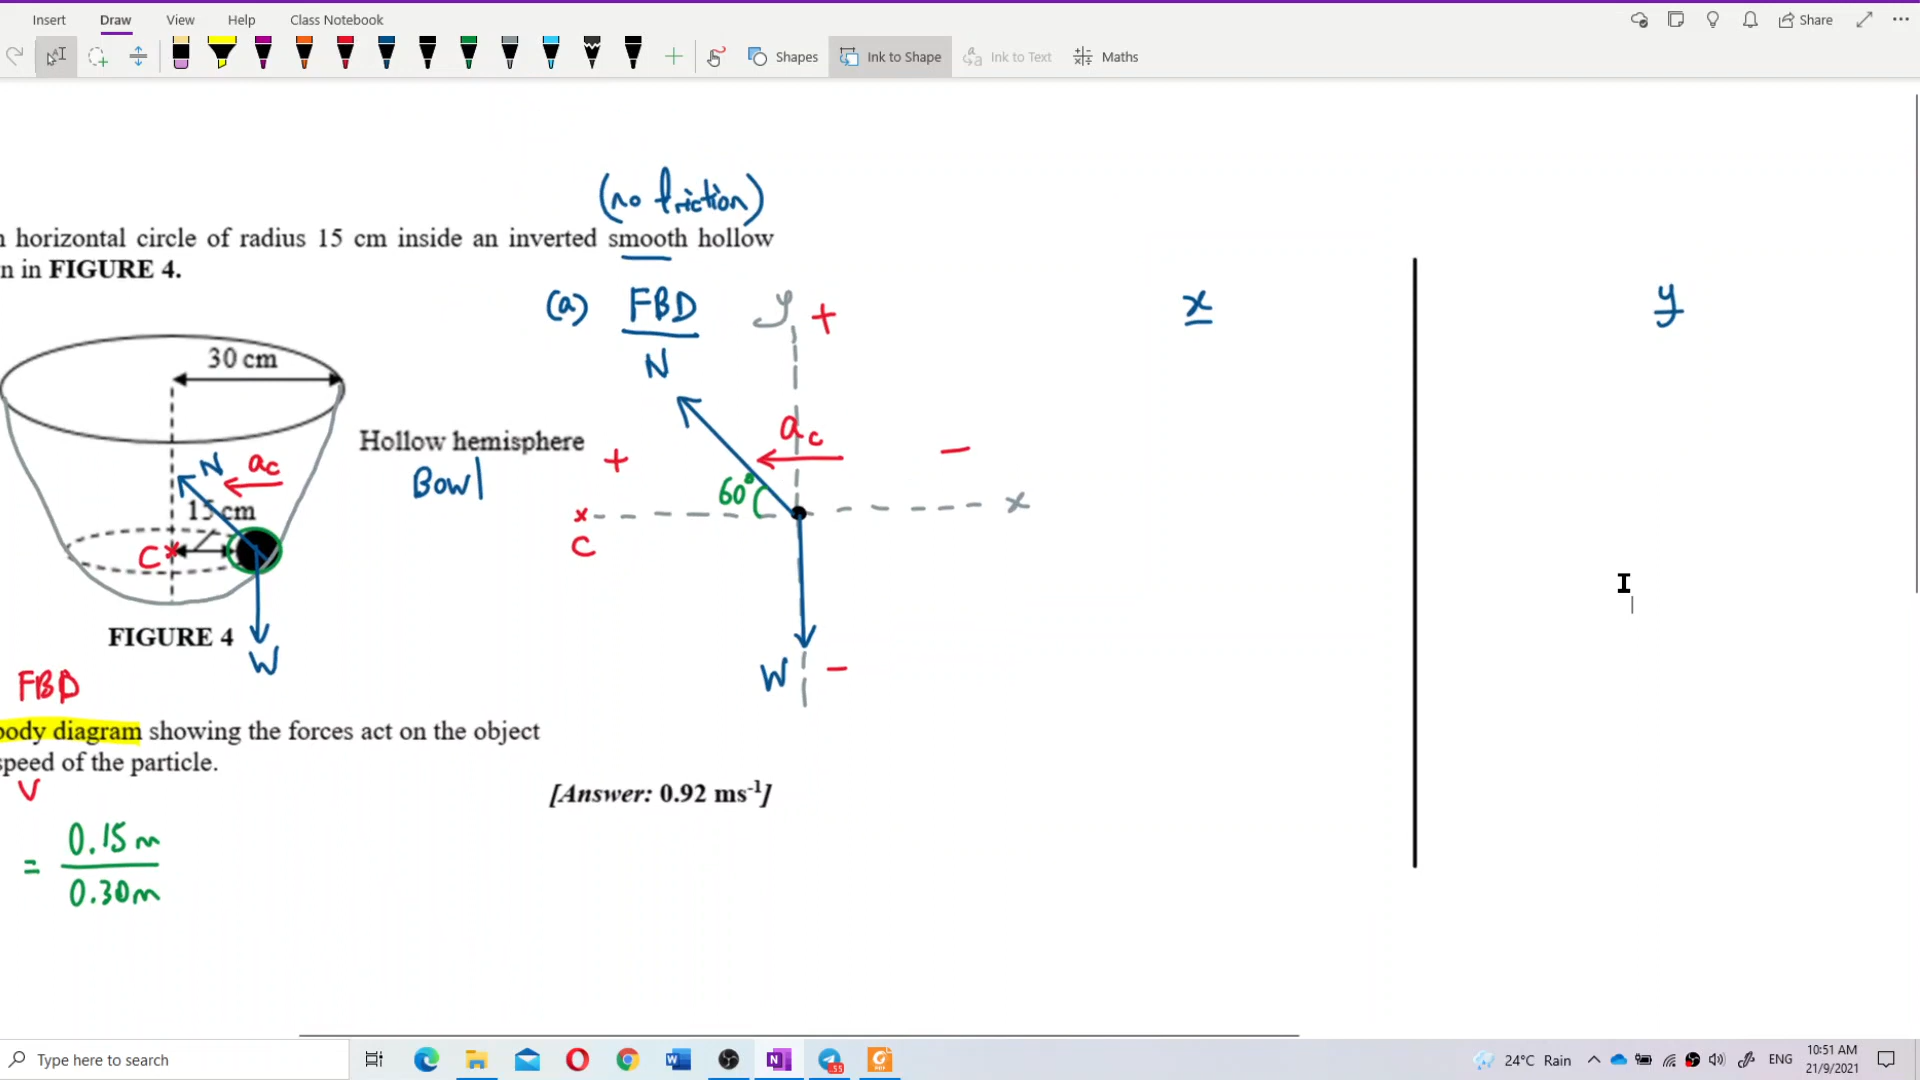 Insert Draw View Help Class Notebook Share
Shapes Ink to Shape Ink to Text Maths
(no friction)
horizontal circle of radius 15 cm inside an inverted smooth hollow
n in FIGURE 4.
(a) FBD
y +
x
y
N
30 cm
Hollow hemisphere
Bowl
+
ac
-
N ac
15 cm
60°
x
C
x
x
C
FIGURE 4
W
W -
FBD
body diagram showing the forces act on the object
speed of the particle.
V
[Answer: 0.92 ms-1]
= 0.15 m
0.30 m
Type here to search
24°C Rain
ENG
10:51 AM
21/9/2021